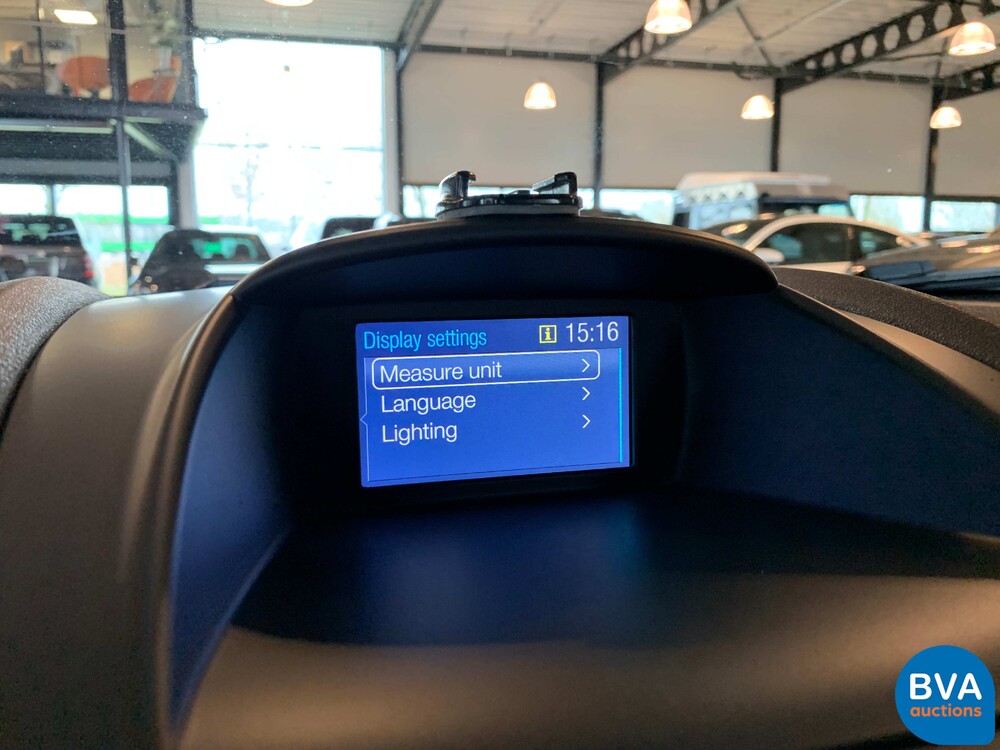 Display settings i 15:16
Measure unit >
Language >
Lighting >
BVA
auctions